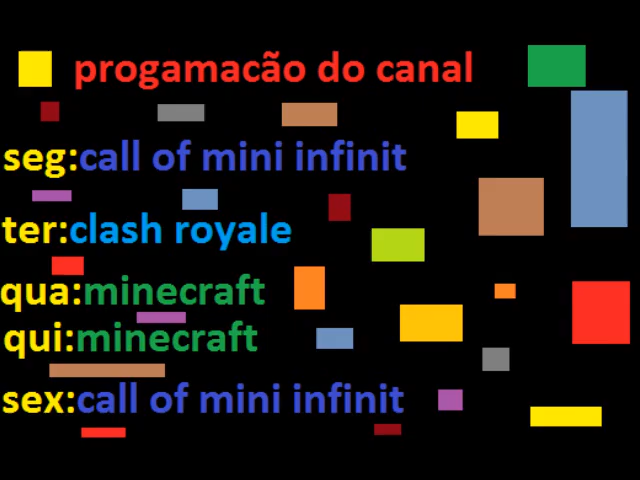 progamacão do canal
seg:call of mini infinit
ter:clash royale
qua:minecraft
qui:minecraft
sex:call of mini infinit